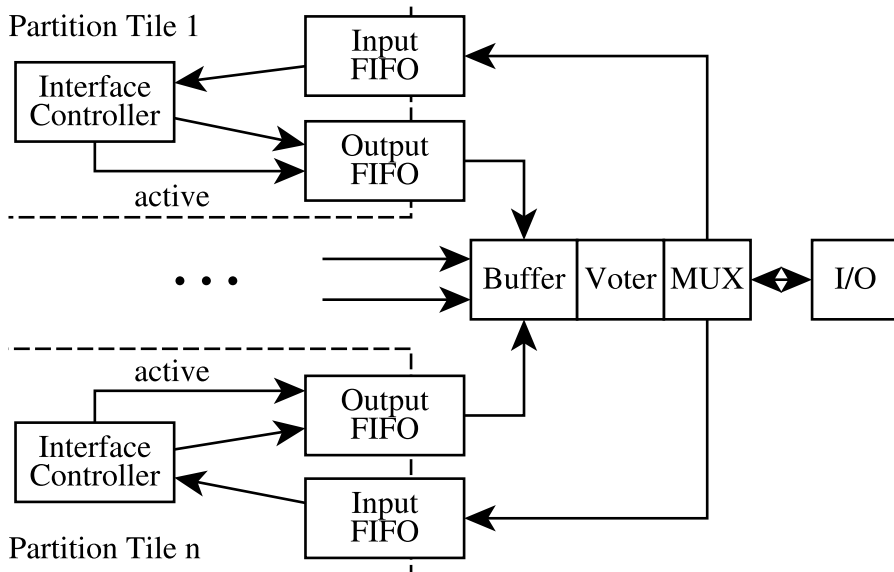 Partition Tile 1
Input
FIFO
Interface
Controller
Output
FIFO
active
. . .
Buffer
Voter
MUX
I/O
active
Output
FIFO
Interface
Controller
Input
FIFO
Partition Tile n